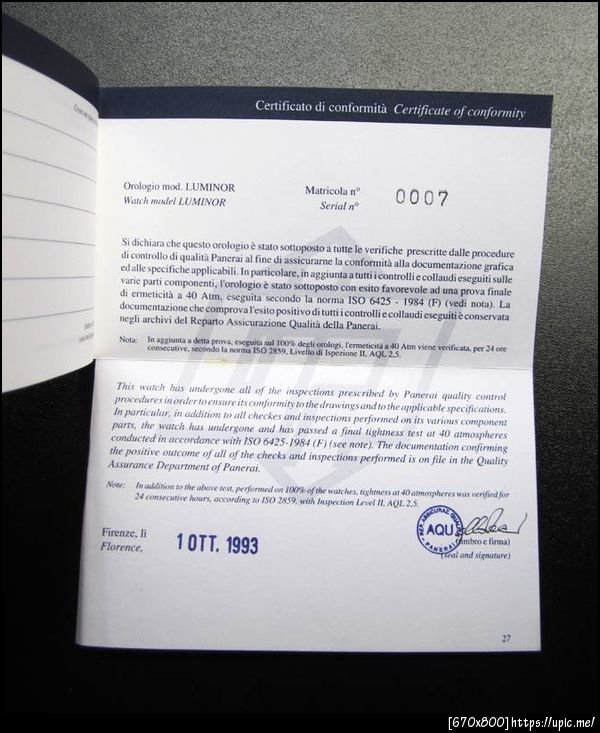 Certificato di conformità Certificate of conformity
Orologio mod. LUMINOR
Watch model LUMINOR
Matricola n°
Serial n°
0007
Si dichiara che questo orologio è stato sottoposto a tutte le verifiche prescritte dalle procedure
di controllo di qualità Panerai al fine di assicurarne la conformità alla documentazione grafica
ed alle specifiche applicabili. In particolare, in aggiunta a tutti i controlli e collaudi eseguiti sulle
varie parti componenti, l'orologio è stato sottoposto con esito favorevole ad una prova finale
di ermeticità a 40 Atm, eseguita secondo la norma ISO 6425 - 1984 (F) (vedi nota). La
documentazione che comprova l'esito positivo di tutti i controlli e collaudi eseguiti è conservata
negli archivi del Reparto Assicurazione Qualità della Panerai.
Nota: In aggiunta a detta prova, eseguita sul 100% degli orologi, l'ermeticità a 40 Atm viene verificata, per 24 ore
consecutive, secondo la norma ISO 2859, Livello di Ispezione II, AQL 2,5.
This watch has undergone all of the inspections prescribed by Panerai quality control
procedures in order to ensure its conformity to the drawings and to the applicable specifications.
In particular, in addition to all checkes and inspections performed on its various component
parts, the watch has undergone and has passed a final tightness test at 40 atmospheres
conducted in accordance with ISO 6425-1984 (F) (see note). The documentation confirming
the positive outcome of all of the checks and inspections performed is on file in the Quality
Assurance Department of Panerai.
Note: In addition to the above test, performed on 100% of the watches, tightness at 40 atmospheres was verified for
24 consecutive hours, according to ISO 2859, with Inspection Level II, AQL 2,5.
Firenze, lì
Florence,
1 OTT. 1993
REP. ASSICURAZ. QUALITÀ
AQU
PANERAI
(timbro e firma)
(seal and signature)
27
[670x800]https://upic.me/